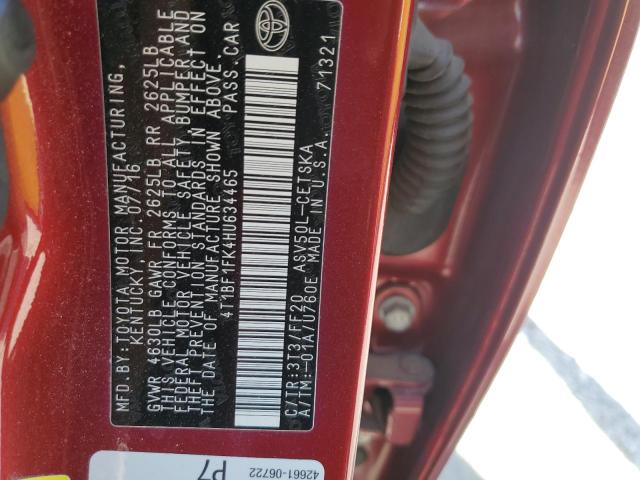 MFD.BY:TOYOTA MOTOR MANUFACTURING,
KENTUCKY, INC. 07/16
GVWR 4630LB GAWR FR 2625LB RR 2625LB
THIS VEHICLE CONFORMS TO ALL APPLICABLE
FEDERAL MOTOR VEHICLE SAFETY, BUMPER AND
THEFT PREVENTION STANDARDS IN EFFECT ON
THE DATE OF MANUFACTURE SHOWN ABOVE.
4T1BF1FK4HU634465 PASS.CAR
C/TR:3T3/FF20 ASV50L-CETSKA 71321
A/TM:-01A/U760E MADE IN U.S.A.
42661-06722
P7